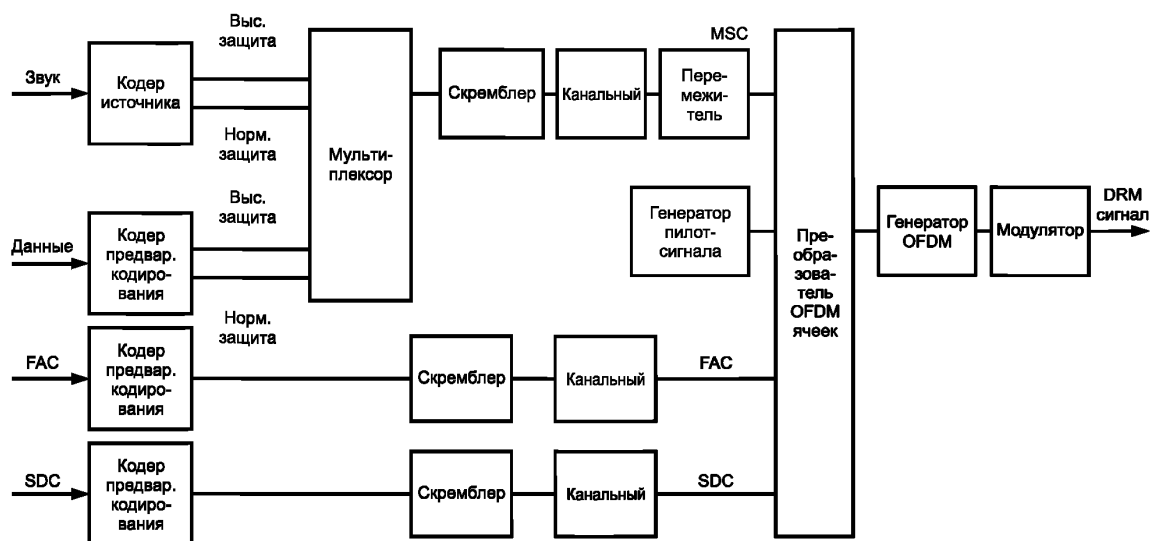 Выс.
защита
MSC
Звук
Кодер
источника
Скремблер
Канальный
Пере-
межи-
тель
Норм.
защита
Мульти-
плексор
Выс.
защита
Данные
Кодер
предвар.
кодиро-
вания
Генератор
пилот-
сигнала
Пре-
обра-
зова-
тель
OFDM
ячеек
Генератор
OFDM
Модулятор
DRM
сигнал
Норм.
защита
FAC
Кодер
предвар.
кодиро-
вания
Скремблер
Канальный
FAC
SDC
Кодер
предвар.
кодиро-
вания
Скремблер
Канальный
SDC